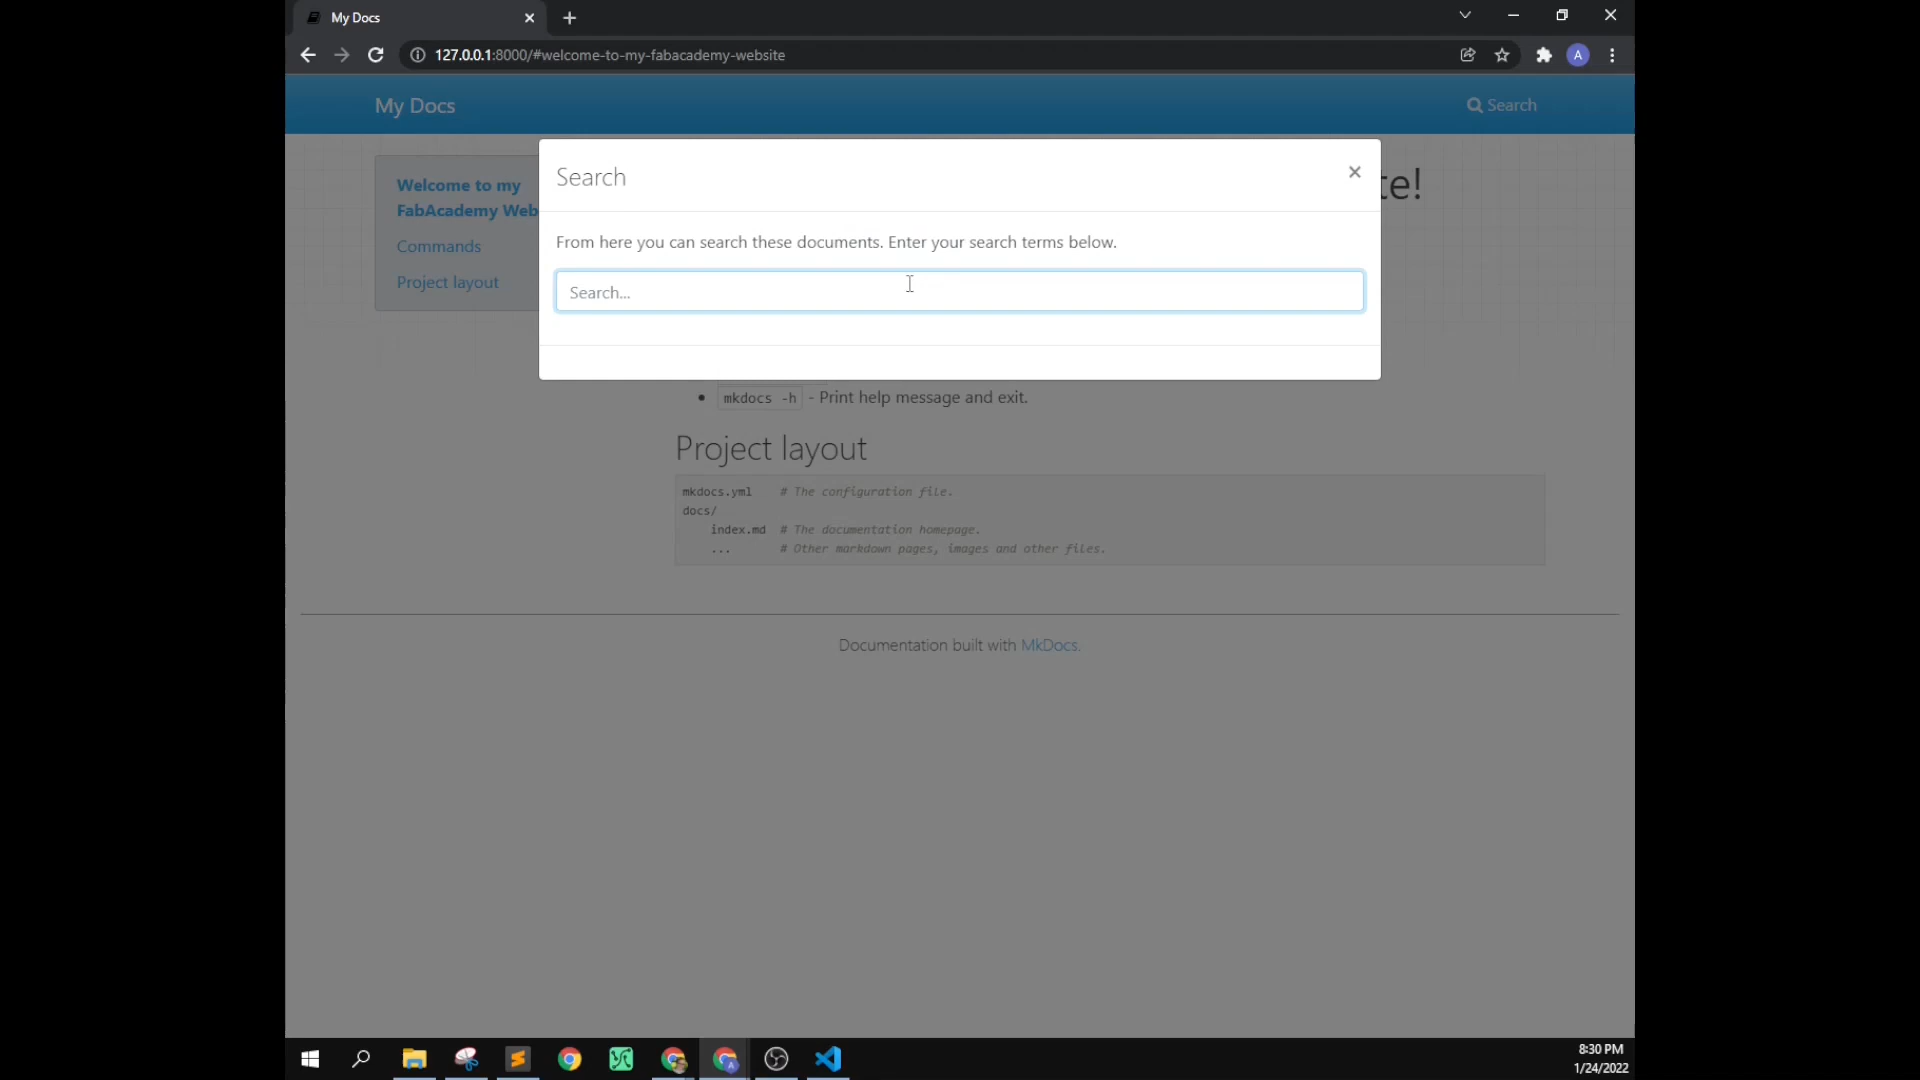 My Docs
127.0.0.1:8000/#welcome-to-my-fabacademy-website
A
My Docs
Search
Welcome to my
FabAcademy Web
Commands
Project layout
te!
Search
×
From here you can search these documents. Enter your search terms below.
Search...
mkdocs -h - Print help message and exit.
Project layout
mkdocs.yml # The configuration file.
docs/
index.md # The documentation homepage.
... # Other markdown pages, images and other files.
Documentation built with MkDocs.
8:30 PM
1/24/2022